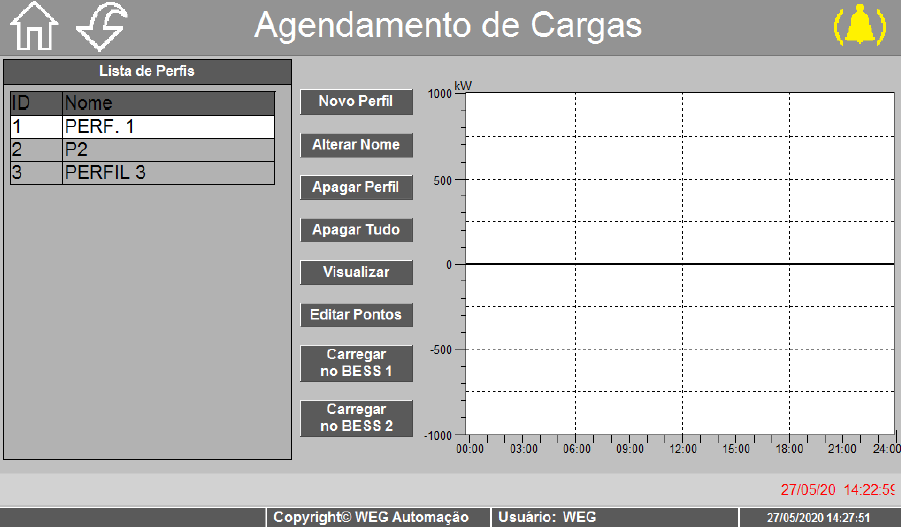 Agendamento de Cargas
Lista de Perfis
ID Nome
1 PERF. 1
2 P2
3 PERFIL 3
Novo Perfil
Alterar Nome
Apagar Perfil
Apagar Tudo
Visualizar
Editar Pontos
Carregar
no BESS 1
Carregar
no BESS 2
kW
1000
500
0
-500
-1000
00:00 03:00 06:00 09:00 12:00 15:00 18:00 21:00 24:00
27/05/20 14:22:59
Copyright© WEG Automação
Usuário: WEG
27/05/2020 14:27:51